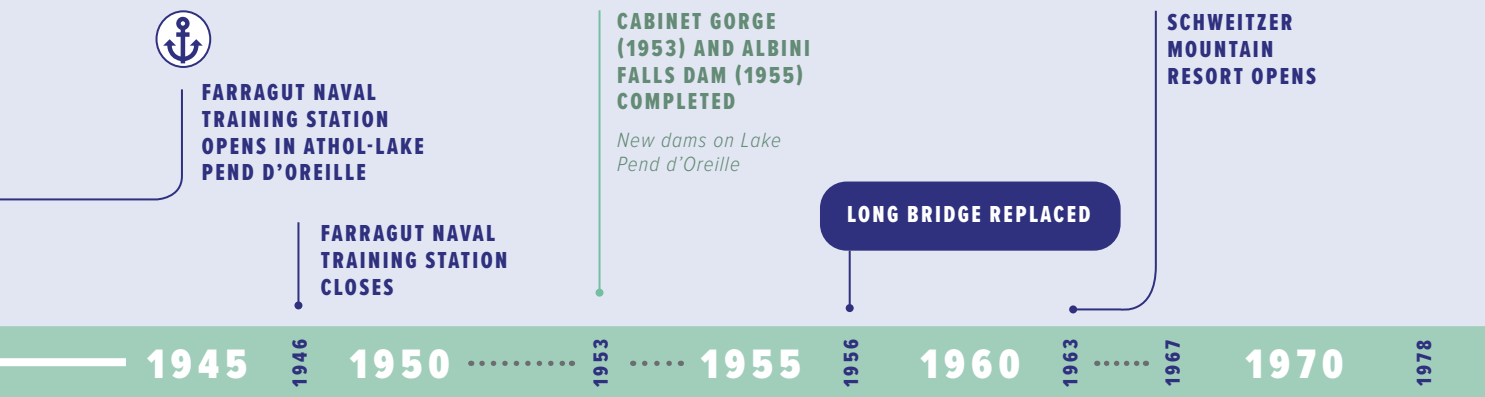 FARRAGUT NAVAL
TRAINING STATION
OPENS IN ATHOL-LAKE
PEND D’OREILLE
FARRAGUT NAVAL
TRAINING STATION
CLOSES
CABINET GORGE
(1953) AND ALBINI
FALLS DAM (1955)
COMPLETED
New dams on Lake
Pend d’Oreille
LONG BRIDGE REPLACED
SCHWEITZER
MOUNTAIN
RESORT OPENS
1945 1946 1950 1953 1955 1956 1960 1963 1967 1970 1978